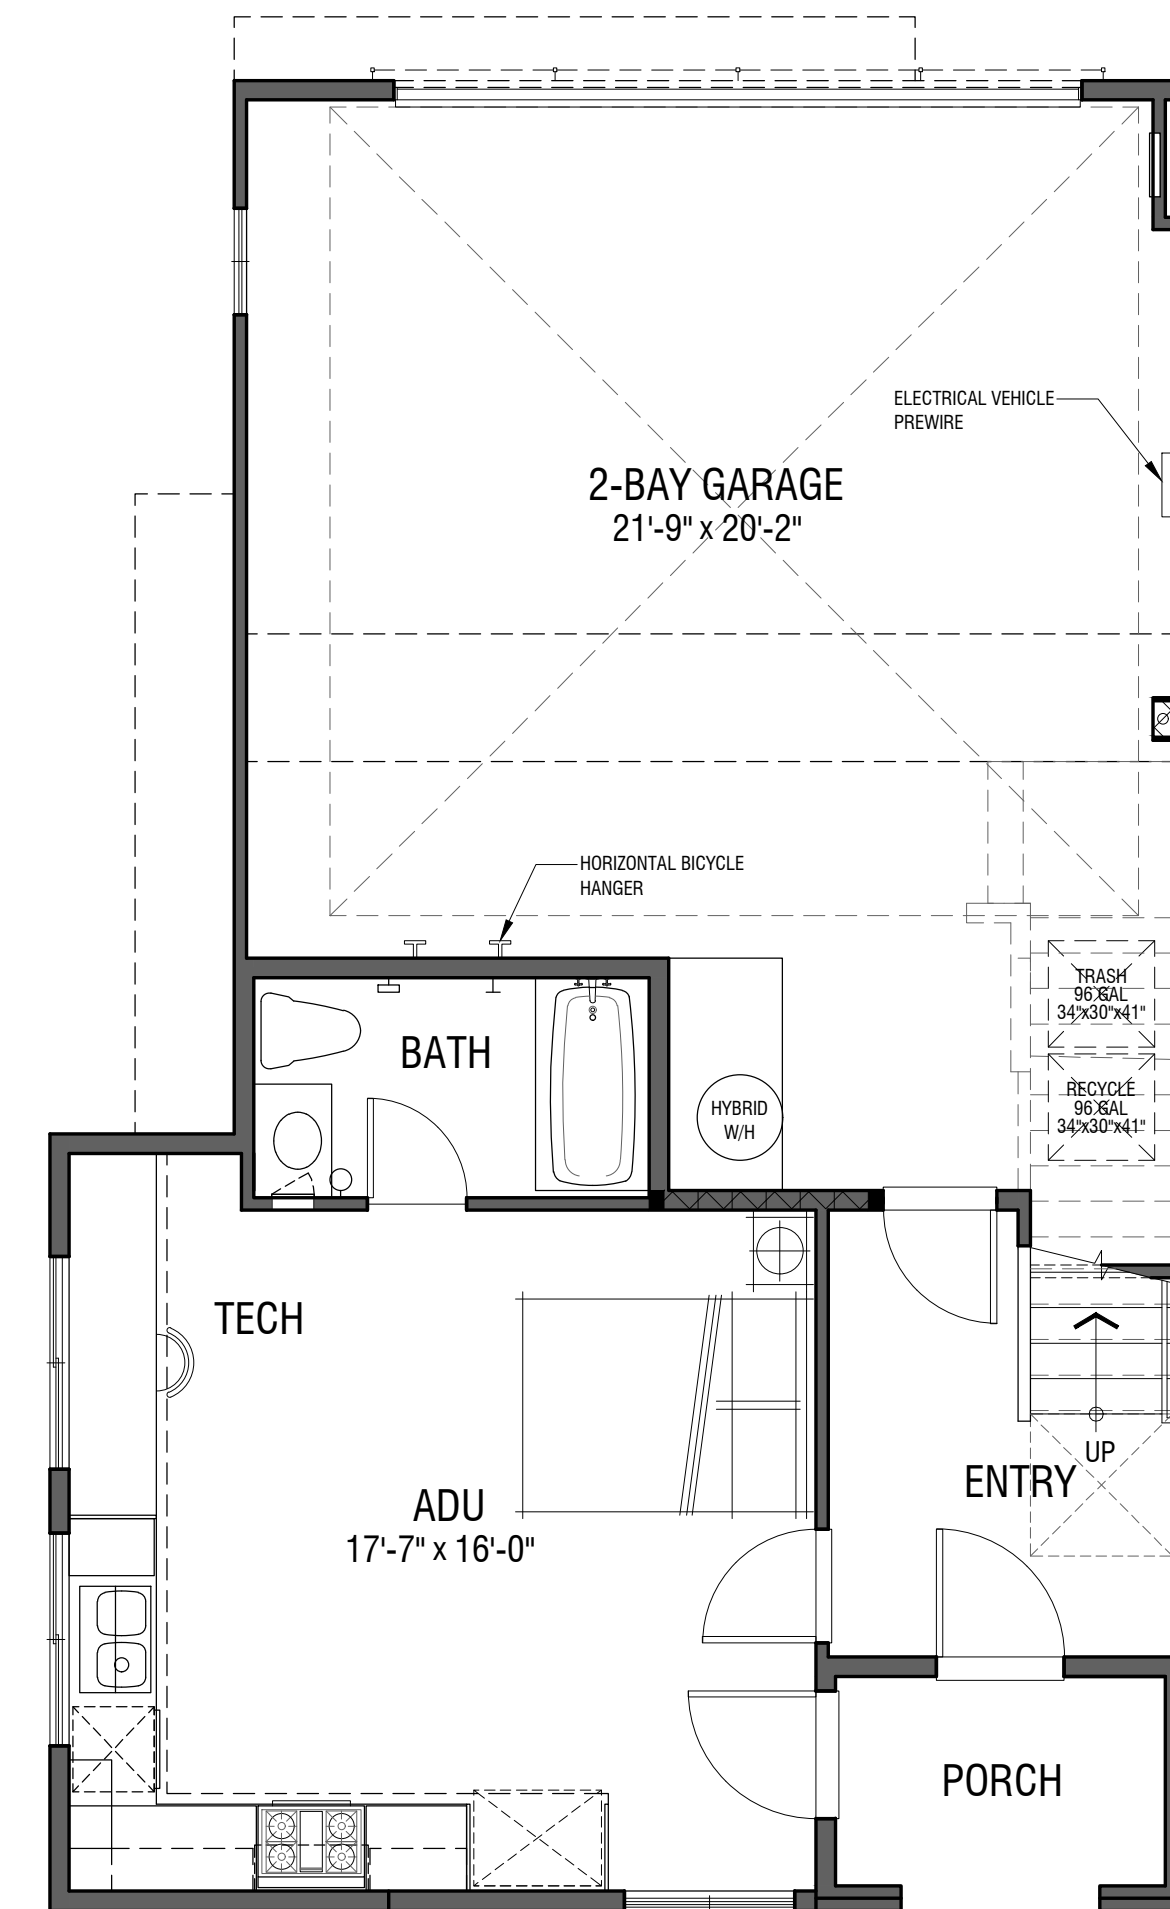 ELECTRICAL VEHICLE
PREWIRE
2-BAY GARAGE
21'-9" x 20'-2"
HORIZONTAL BICYCLE
HANGER
TRASH
96 GAL
34"x30"x41"
BATH
HYBRID
W/H
RECYCLE
96 GAL
34"x30"x41"
TECH
UP
ENTRY
ADU
17'-7" x 16'-0"
PORCH